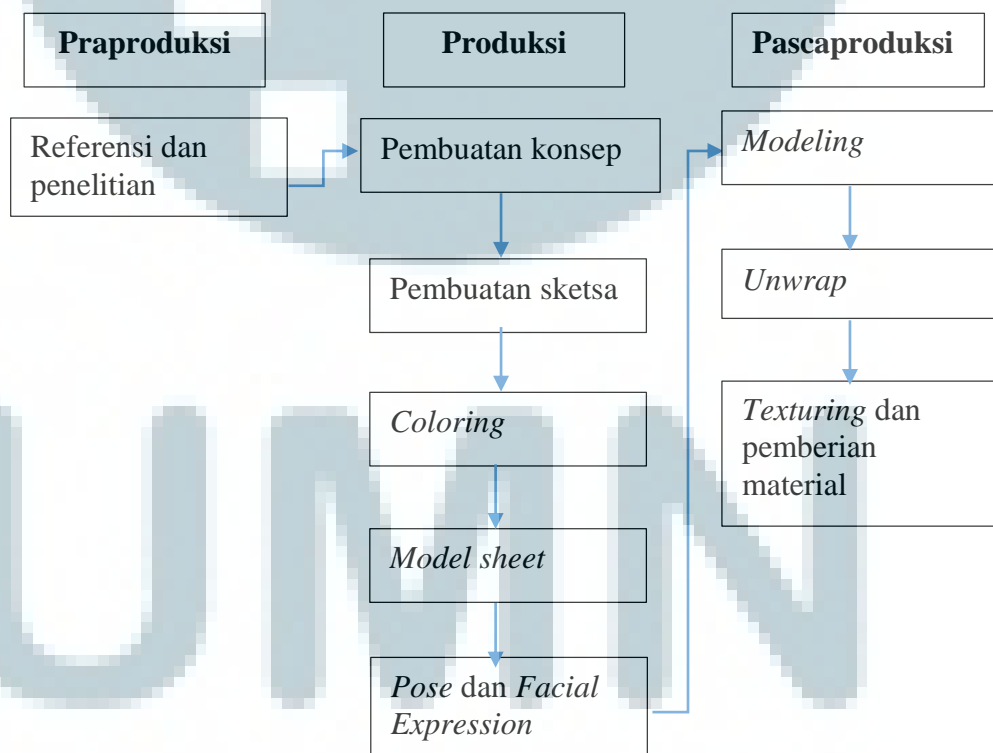 Praproduksi
Produksi
Pascaproduksi
Referensi dan
penelitian
Pembuatan konsep
Pembuatan sketsa
Coloring
Model sheet
Pose dan Facial
Expression
Modeling
Unwrap
Texturing dan
pemberian
material
UMN